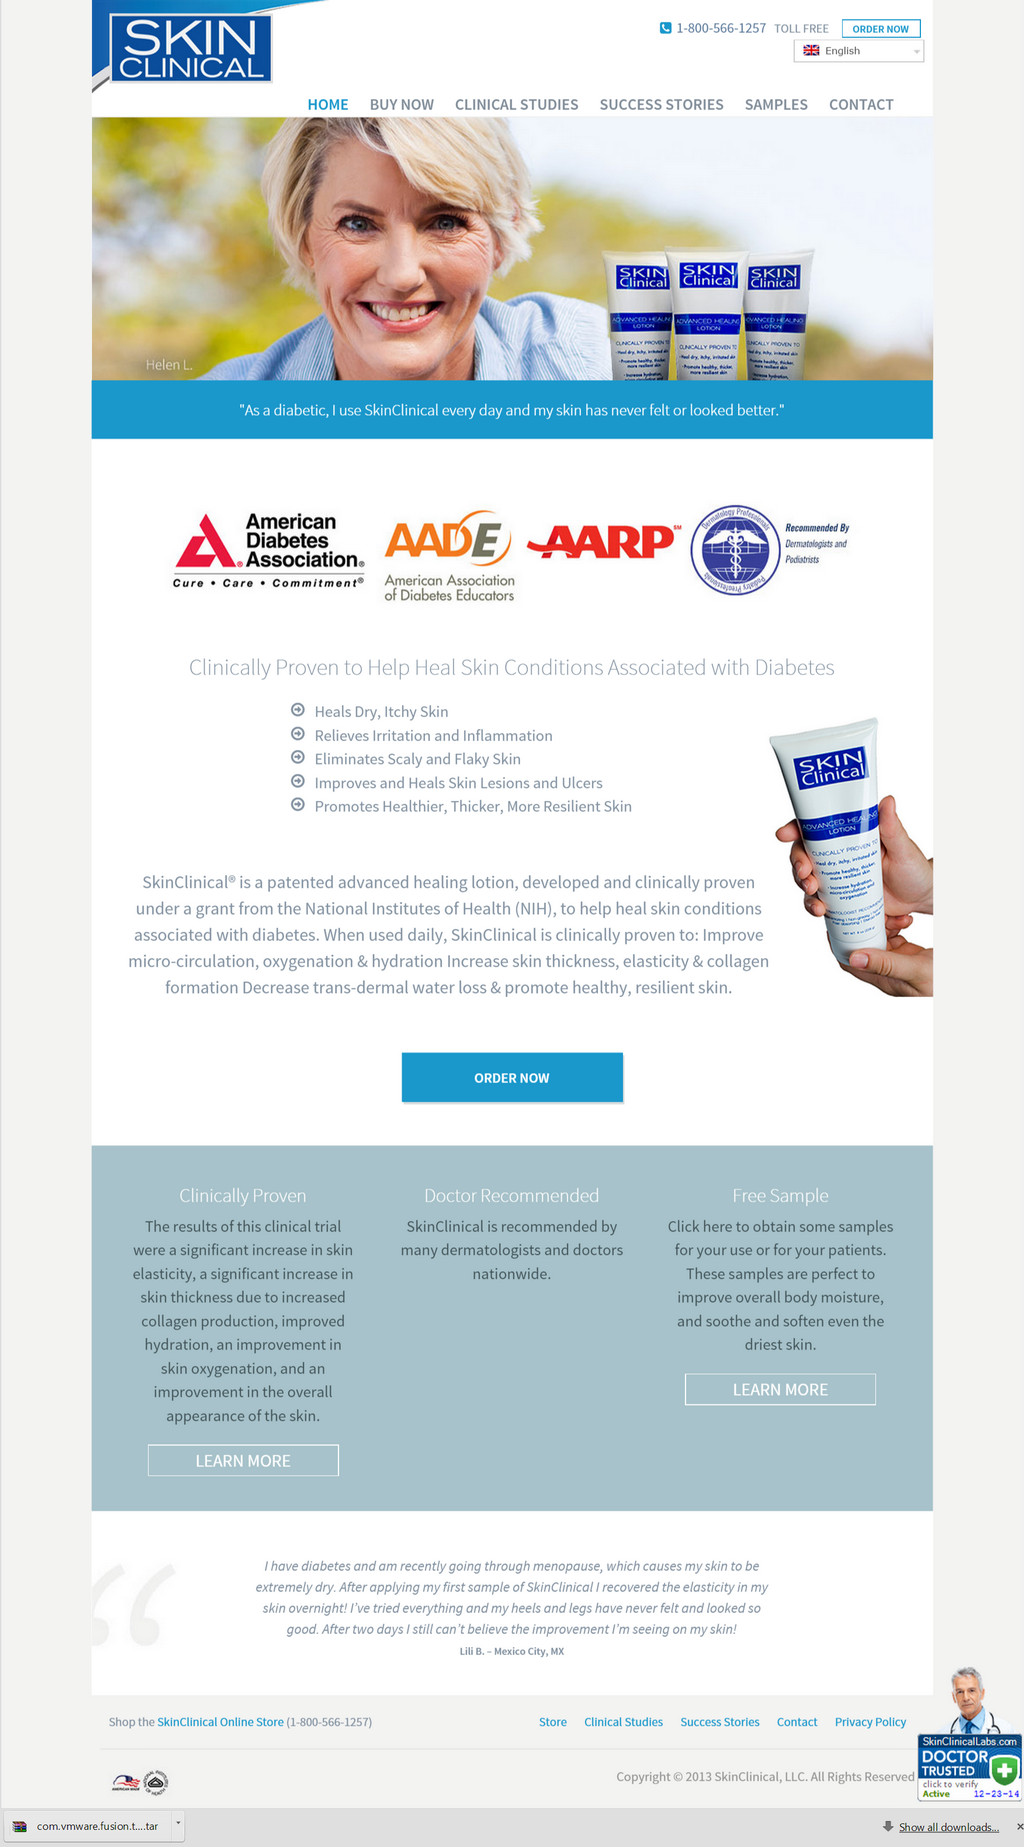 SKIN
CLINICAL
1-800-566-1257 TOLL FREE ORDER NOW
English
HOME BUY NOW CLINICAL STUDIES SUCCESS STORIES SAMPLES CONTACT
SKIN Clinical
ADVANCED HEALING LOTION
CLINICALLY PROVEN TO
Helen L.
"As a diabetic, I use SkinClinical every day and my skin has never felt or looked better."
American
Diabetes
Association®
Cure • Care • Commitment®
AADE
American Association
of Diabetes Educators
AARP SM
Dermatology Professionals
Podiatry Professionals
Recommended By
Dermatologists and
Podiatrists
Clinically Proven to Help Heal Skin Conditions Associated with Diabetes
Heals Dry, Itchy Skin
Relieves Irritation and Inflammation
Eliminates Scaly and Flaky Skin
Improves and Heals Skin Lesions and Ulcers
Promotes Healthier, Thicker, More Resilient Skin
SKIN
Clinical
ADVANCED HEALING
LOTION
CLINICALLY PROVEN TO
SkinClinical® is a patented advanced healing lotion, developed and clinically proven
under a grant from the National Institutes of Health (NIH), to help heal skin conditions
associated with diabetes. When used daily, SkinClinical is clinically proven to: Improve
micro-circulation, oxygenation & hydration Increase skin thickness, elasticity & collagen
formation Decrease trans-dermal water loss & promote healthy, resilient skin.
ORDER NOW
Clinically Proven
The results of this clinical trial
were a significant increase in skin
elasticity, a significant increase in
skin thickness due to increased
collagen production, improved
hydration, an improvement in
skin oxygenation, and an
improvement in the overall
appearance of the skin.
LEARN MORE
Doctor Recommended
SkinClinical is recommended by
many dermatologists and doctors
nationwide.
Free Sample
Click here to obtain some samples
for your use or for your patients.
These samples are perfect to
improve overall body moisture,
and soothe and soften even the
driest skin.
LEARN MORE
I have diabetes and am recently going through menopause, which causes my skin to be
extremely dry. After applying my first sample of SkinClinical I recovered the elasticity in my
skin overnight! I've tried everything and my heels and legs have never felt and looked so
good. After two days I still can't believe the improvement I'm seeing on my skin!
Lili B. – Mexico City, MX
Shop the SkinClinical Online Store (1-800-566-1257)
Store Clinical Studies Success Stories Contact Privacy Policy
Copyright © 2013 SkinClinical, LLC. All Rights Reserved
SkinClinicalLabs.com
DOCTOR
TRUSTED
click to verify
Active 12-23-14
com.vmware.fusion.t....tar
Show all downloads...